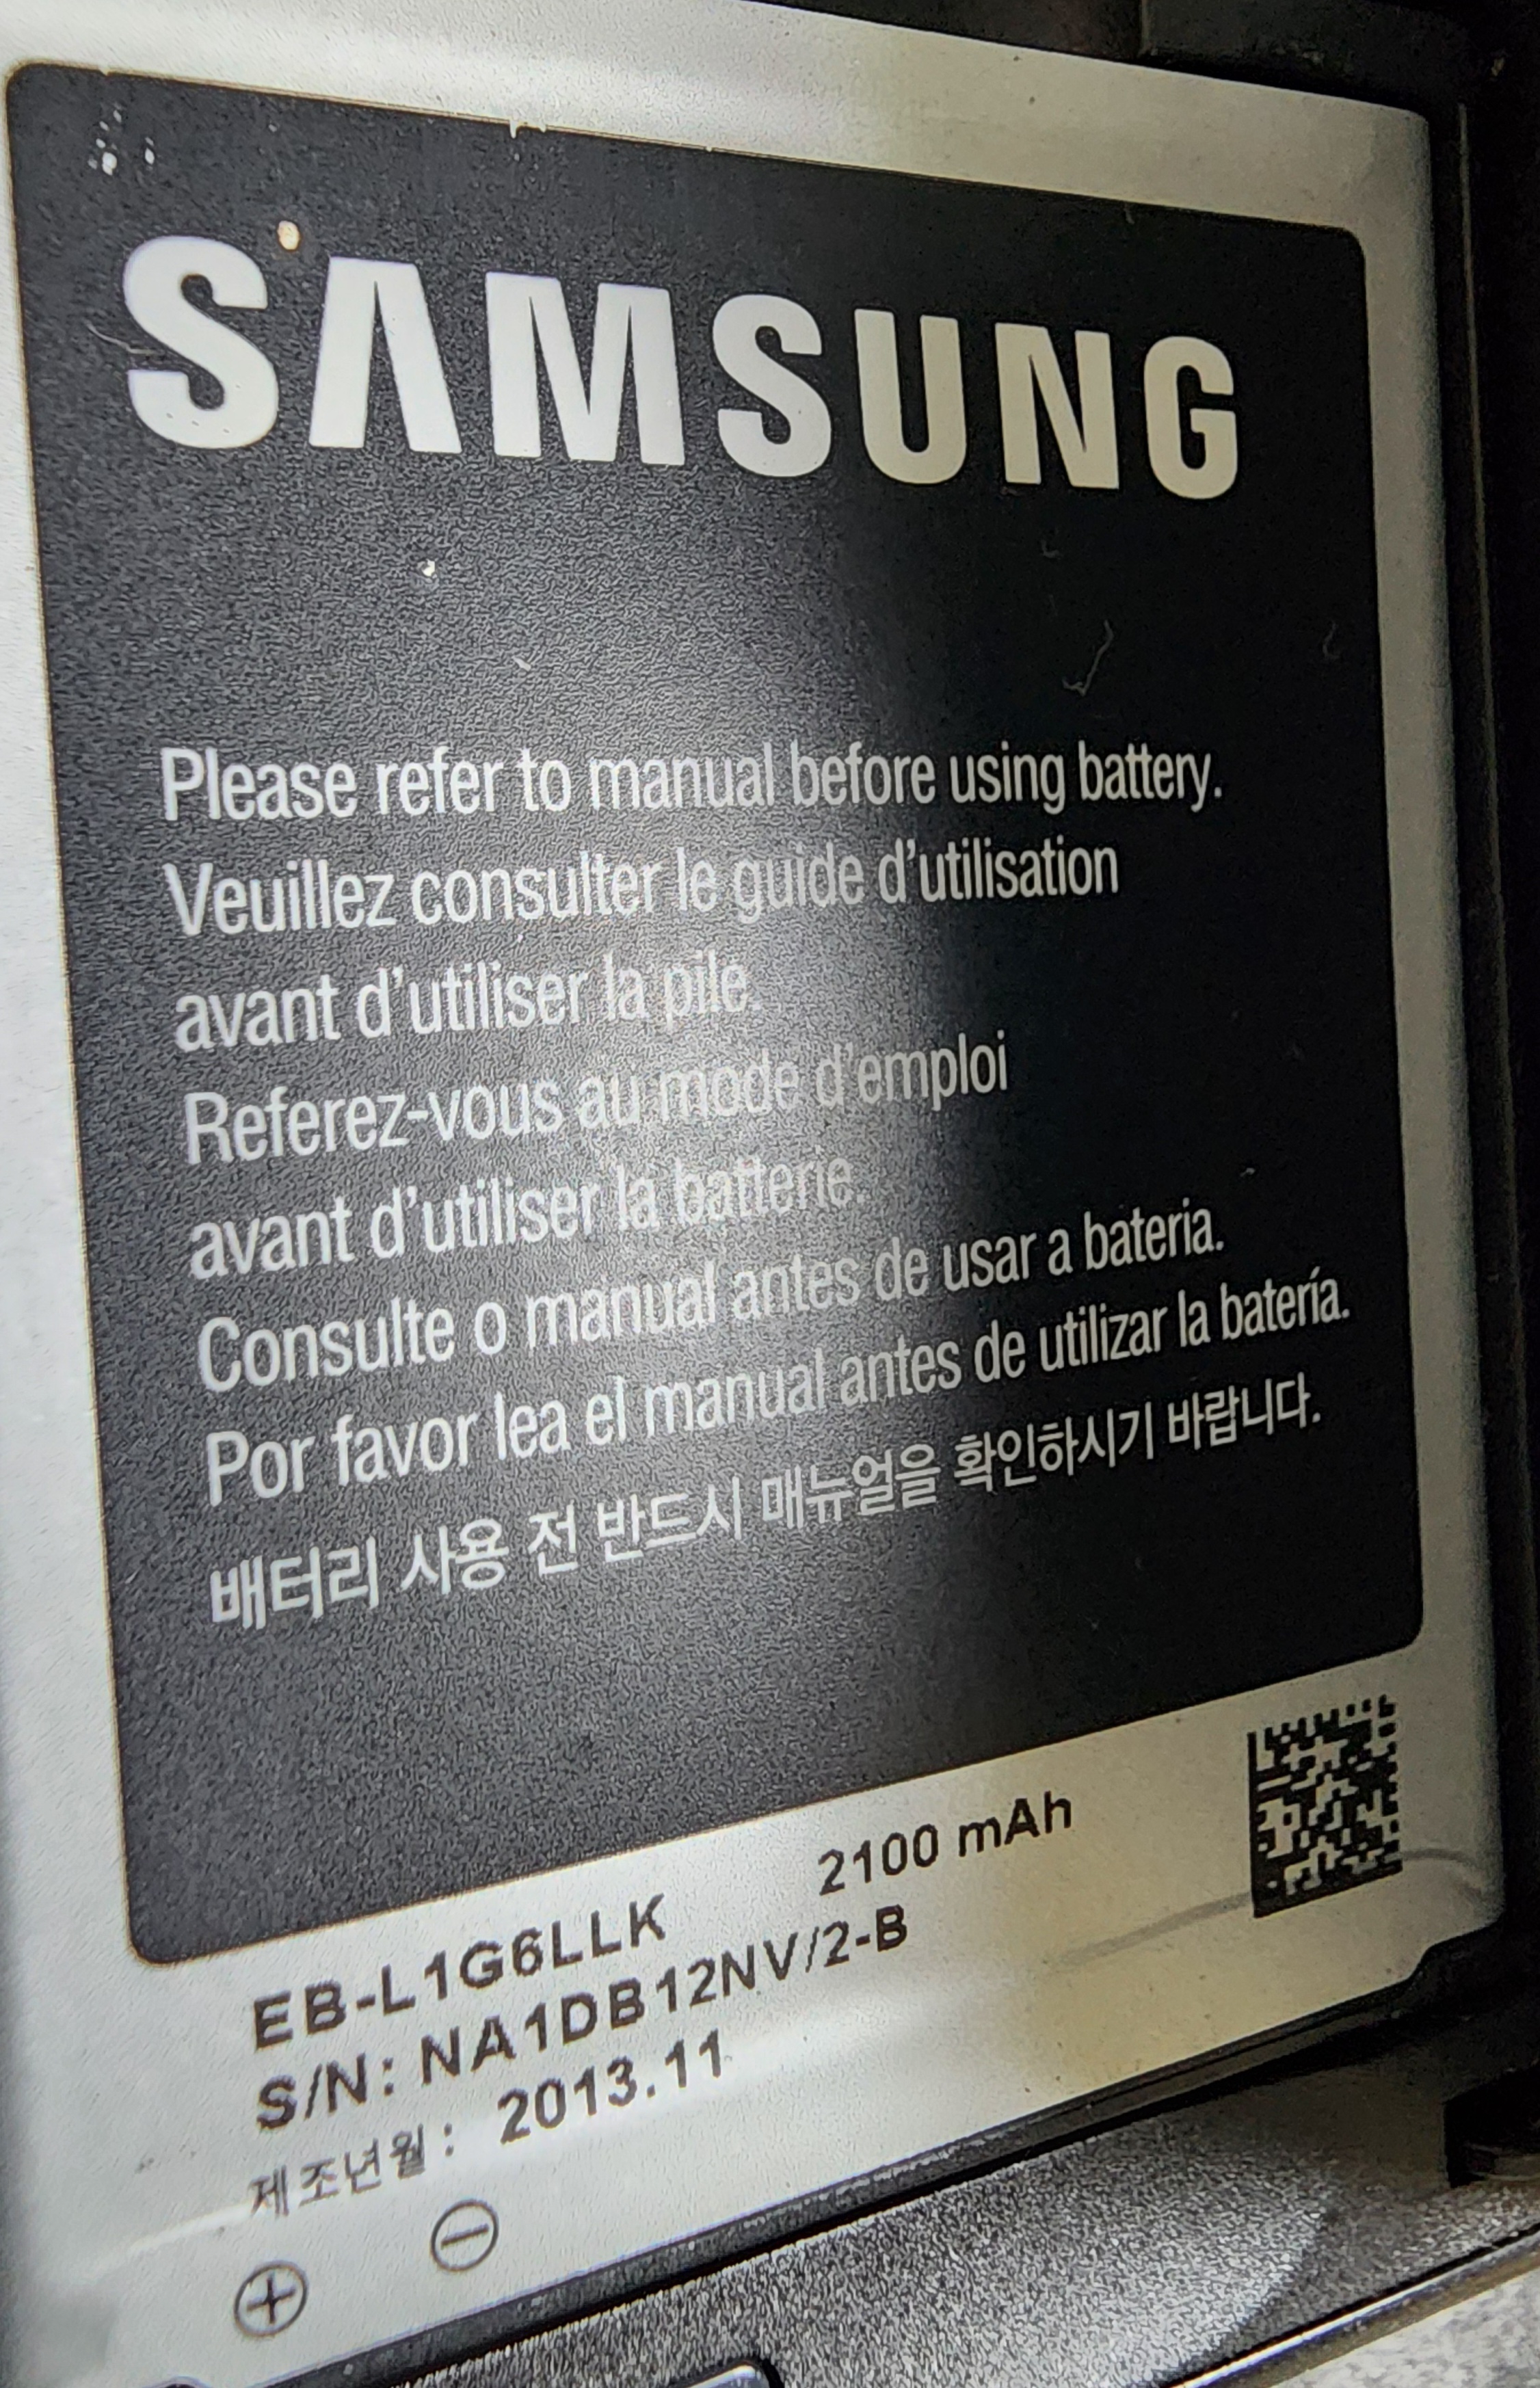 SAMSUNG
Please refer to manual before using battery.
Veuillez consulter le guide d'utilisation
avant d'utiliser la pile.
Referez-vous au mode d'emploi
avant d'utiliser la batterie.
Consulte o manual antes de usar a bateria.
Por favor lea el manual antes de utilizar la batería.
배터리 사용 전 반드시 매뉴얼을 확인하시기 바랍니다.
EB-L1G6LLK 2100 mAh
S/N: NA1DB12NV/2-B
제조년월: 2013.11